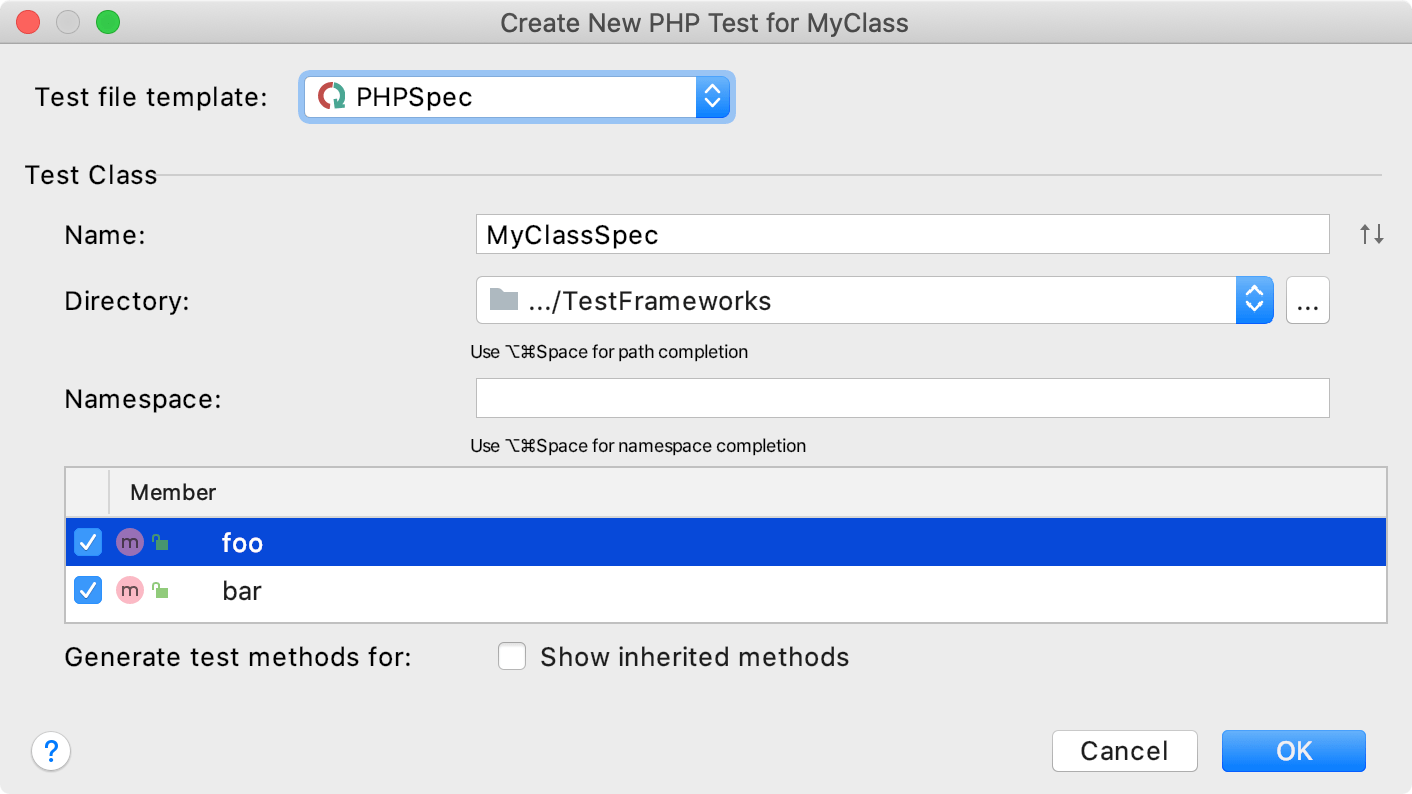 Create New PHP Test for MyClass
Test file template: PHPSpec
Test Class
Name: MyClassSpec
Directory: .../TestFrameworks ...
Use ⌥⌘Space for path completion
Namespace:
Use ⌥⌘Space for namespace completion
Member
m foo
m bar
Generate test methods for: Show inherited methods
? Cancel OK